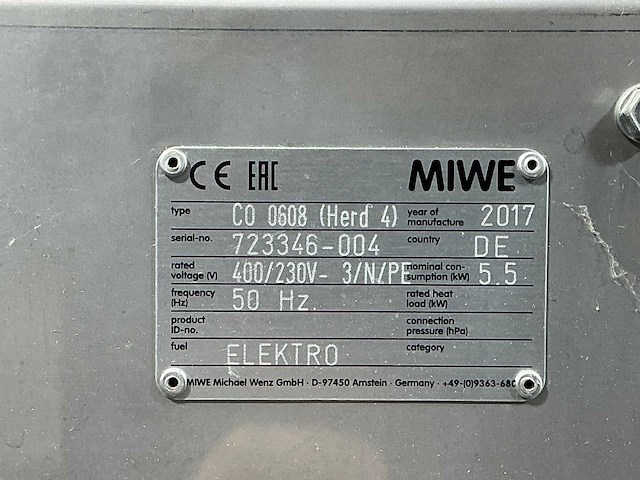 CE EAC MIWE
type CO 0608 (Herd 4) year of manufacture 2017
serial-no. 723346-004 country DE
rated voltage (V) 400/230V- 3/N/PE nominal con-sumption (kW) 5.5
frequency (Hz) 50 Hz. rated heat load (kW)
product ID-no. connection pressure (hPa)
fuel ELEKTRO category
MIWE Michael Wenz GmbH · D-97450 Arnstein · Germany · +49-(0)9363-680